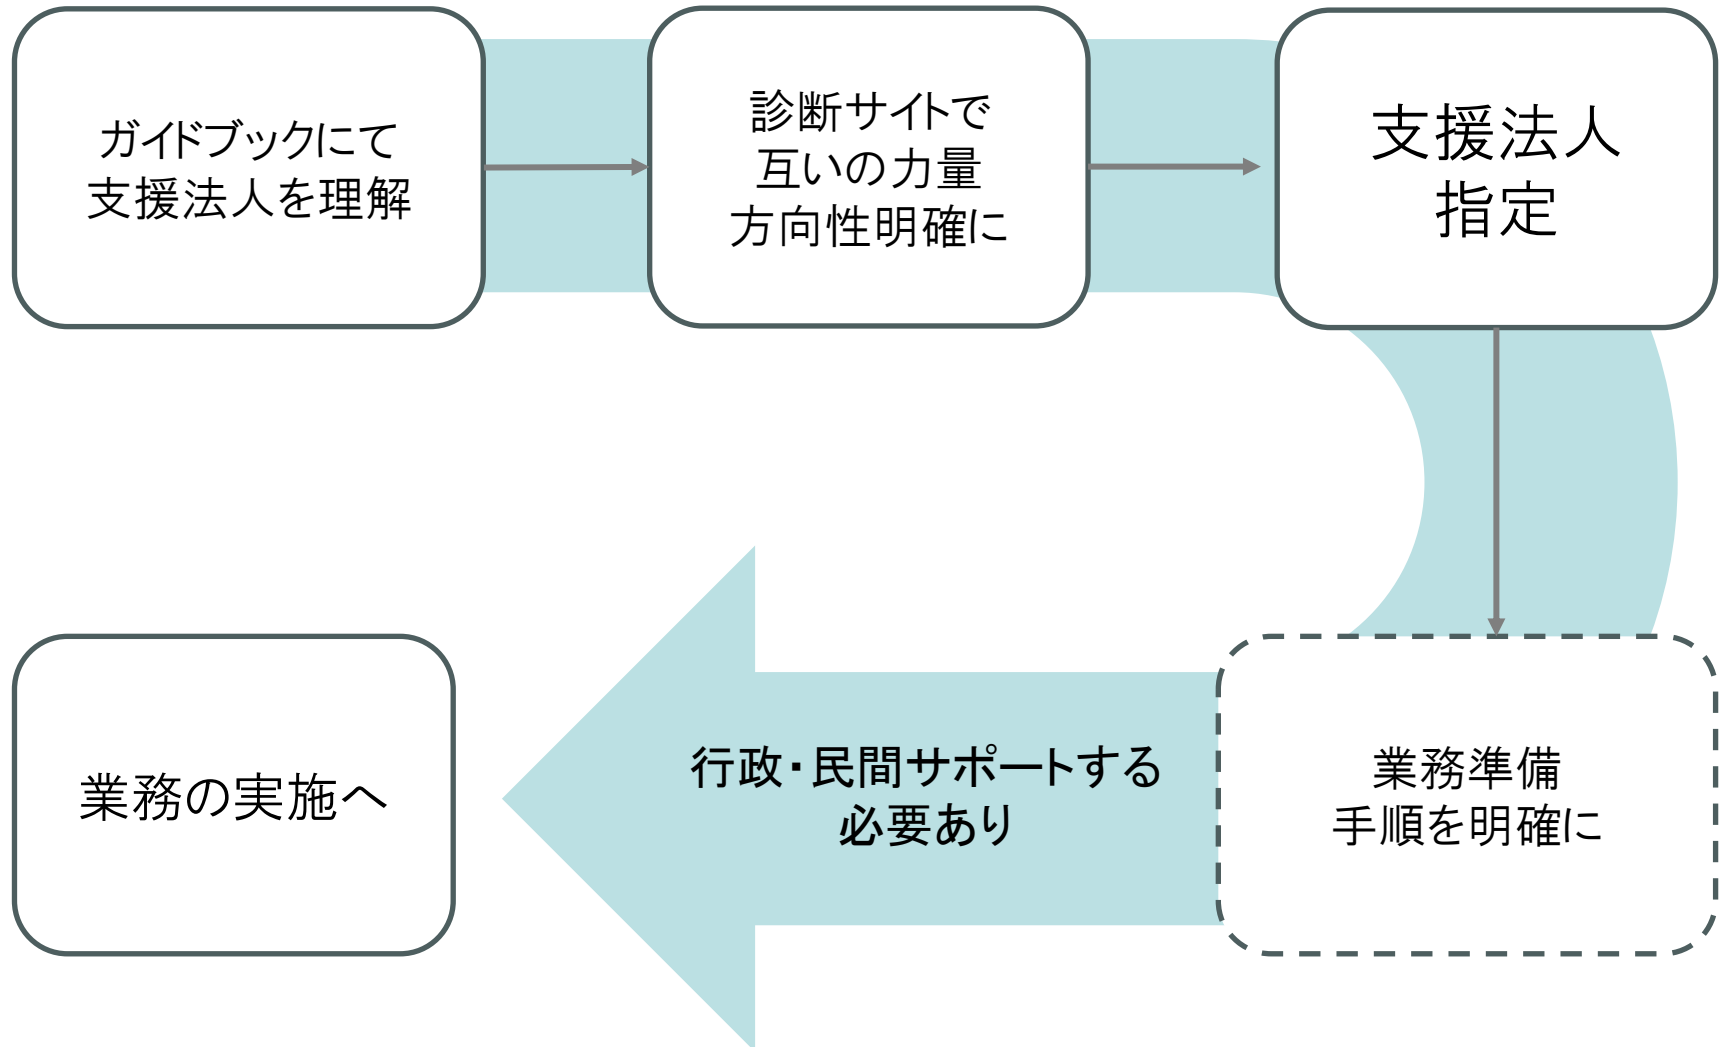 ガイドブックにて
支援法人を理解
診断サイトで
互いの力量
方向性明確に
支援法人
指定
業務準備
手順を明確に
行政・民間サポートする
必要あり
業務の実施へ